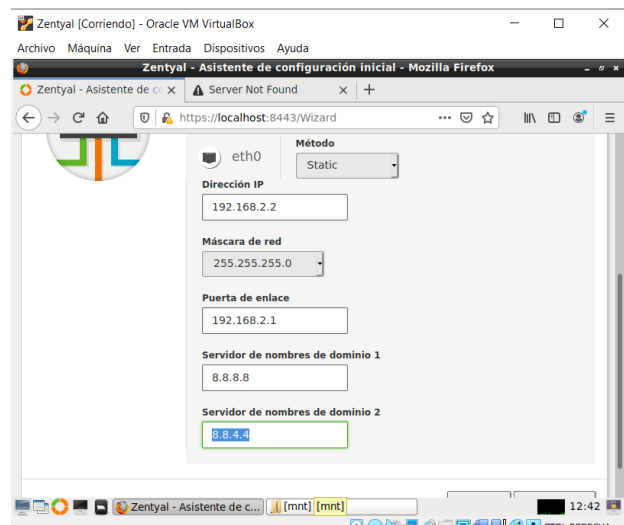 Zentyal [Corriendo] - Oracle VM VirtualBox
Archivo Máquina Ver Entrada Dispositivos Ayuda
Zentyal - Asistente de configuración inicial - Mozilla Firefox
Zentyal - Asistente de co
Server Not Found
https://localhost:8443/Wizard
eth0
Método
Static
Dirección IP
192.168.2.2
Máscara de red
255.255.255.0
Puerta de enlace
192.168.2.1
Servidor de nombres de dominio 1
8.8.8.8
Servidor de nombres de dominio 2
8.8.4.4
Zentyal - Asistente de c... [mnt] [mnt] 12:42
CTRL DERECHA